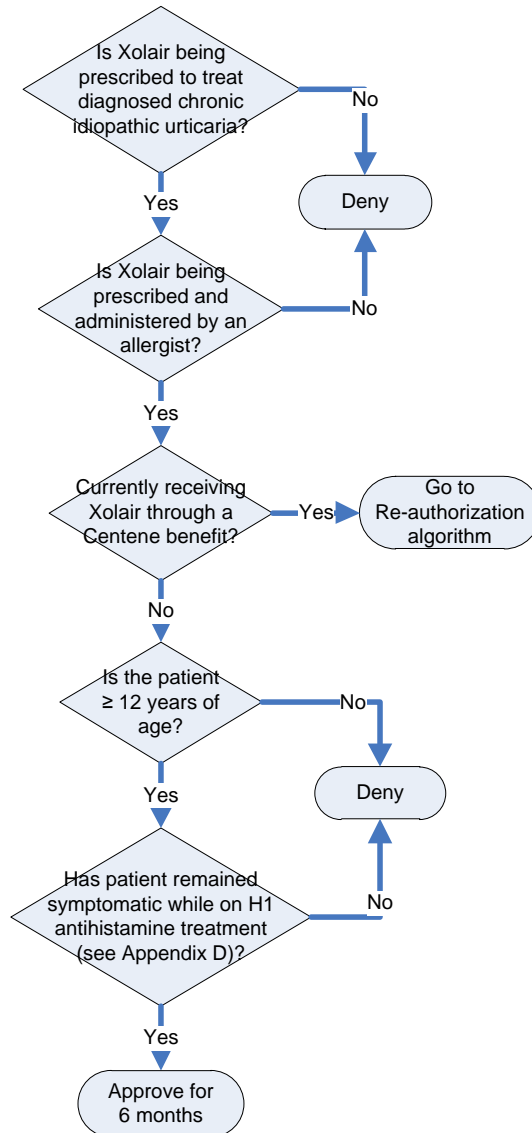 Is Xolair being
prescribed to treat
diagnosed chronic
idiopathic urticaria?
No
Deny
Yes
Is Xolair being
prescribed and
administered by an
allergist?
No
Yes
Currently receiving
Xolair through a
Centene benefit?
Yes
Go to
Re-authorization
algorithm
No
Is the patient
≥ 12 years of
age?
No
Deny
Yes
Has patient remained
symptomatic while on H1
antihistamine treatment
(see Appendix D)?
No
Yes
Approve for
6 months